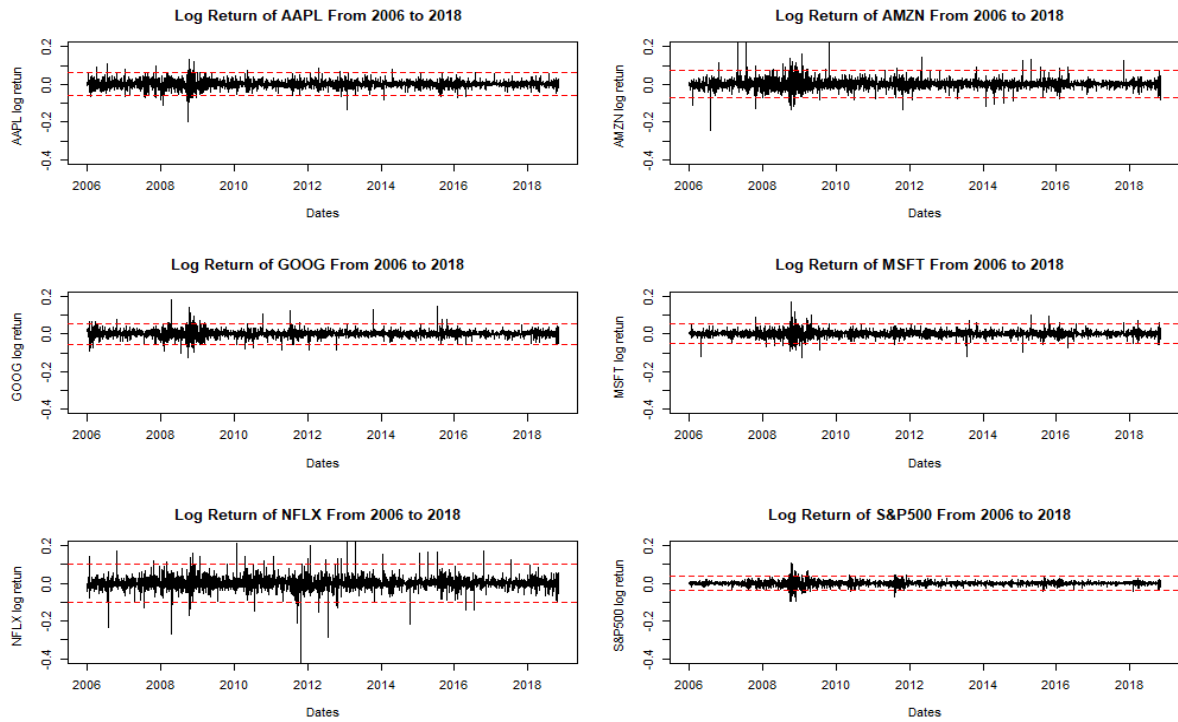 Log Return of AAPL From 2006 to 2018
AAPL log retun
0.2
0.0
-0.2
-0.4
2006 2008 2010 2012 2014 2016 2018
Dates
Log Return of AMZN From 2006 to 2018
AMZN log retun
0.2
0.0
-0.2
-0.4
2006 2008 2010 2012 2014 2016 2018
Dates
Log Return of GOOG From 2006 to 2018
GOOG log retun
0.2
0.0
-0.2
-0.4
2006 2008 2010 2012 2014 2016 2018
Dates
Log Return of MSFT From 2006 to 2018
MSFT log retun
0.2
0.0
-0.2
-0.4
2006 2008 2010 2012 2014 2016 2018
Dates
Log Return of NFLX From 2006 to 2018
NFLX log retun
0.2
0.0
-0.2
-0.4
2006 2008 2010 2012 2014 2016 2018
Dates
Log Return of S&P500 From 2006 to 2018
S&P500 log retun
0.2
0.0
-0.2
-0.4
2006 2008 2010 2012 2014 2016 2018
Dates